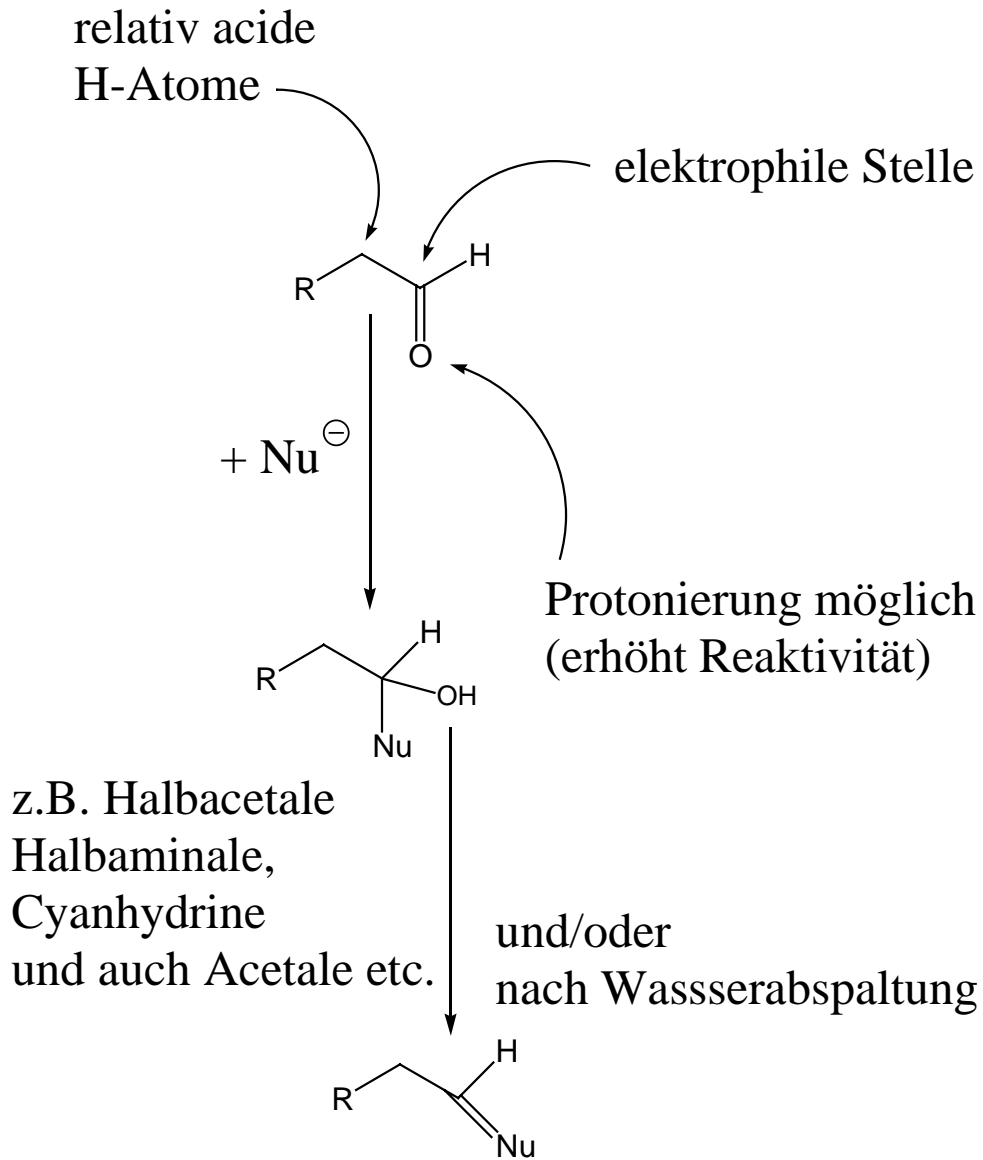 relativ acide
H-Atome
elektrophile Stelle
H
R
O
+ Nu⊖
Protonierung möglich
(erhöht Reaktivität)
H
R
OH
Nu
z.B. Halbacetale
Halbaminale,
Cyanhydrine
und auch Acetale etc.
und/oder
nach Wassserabspaltung
H
R
Nu